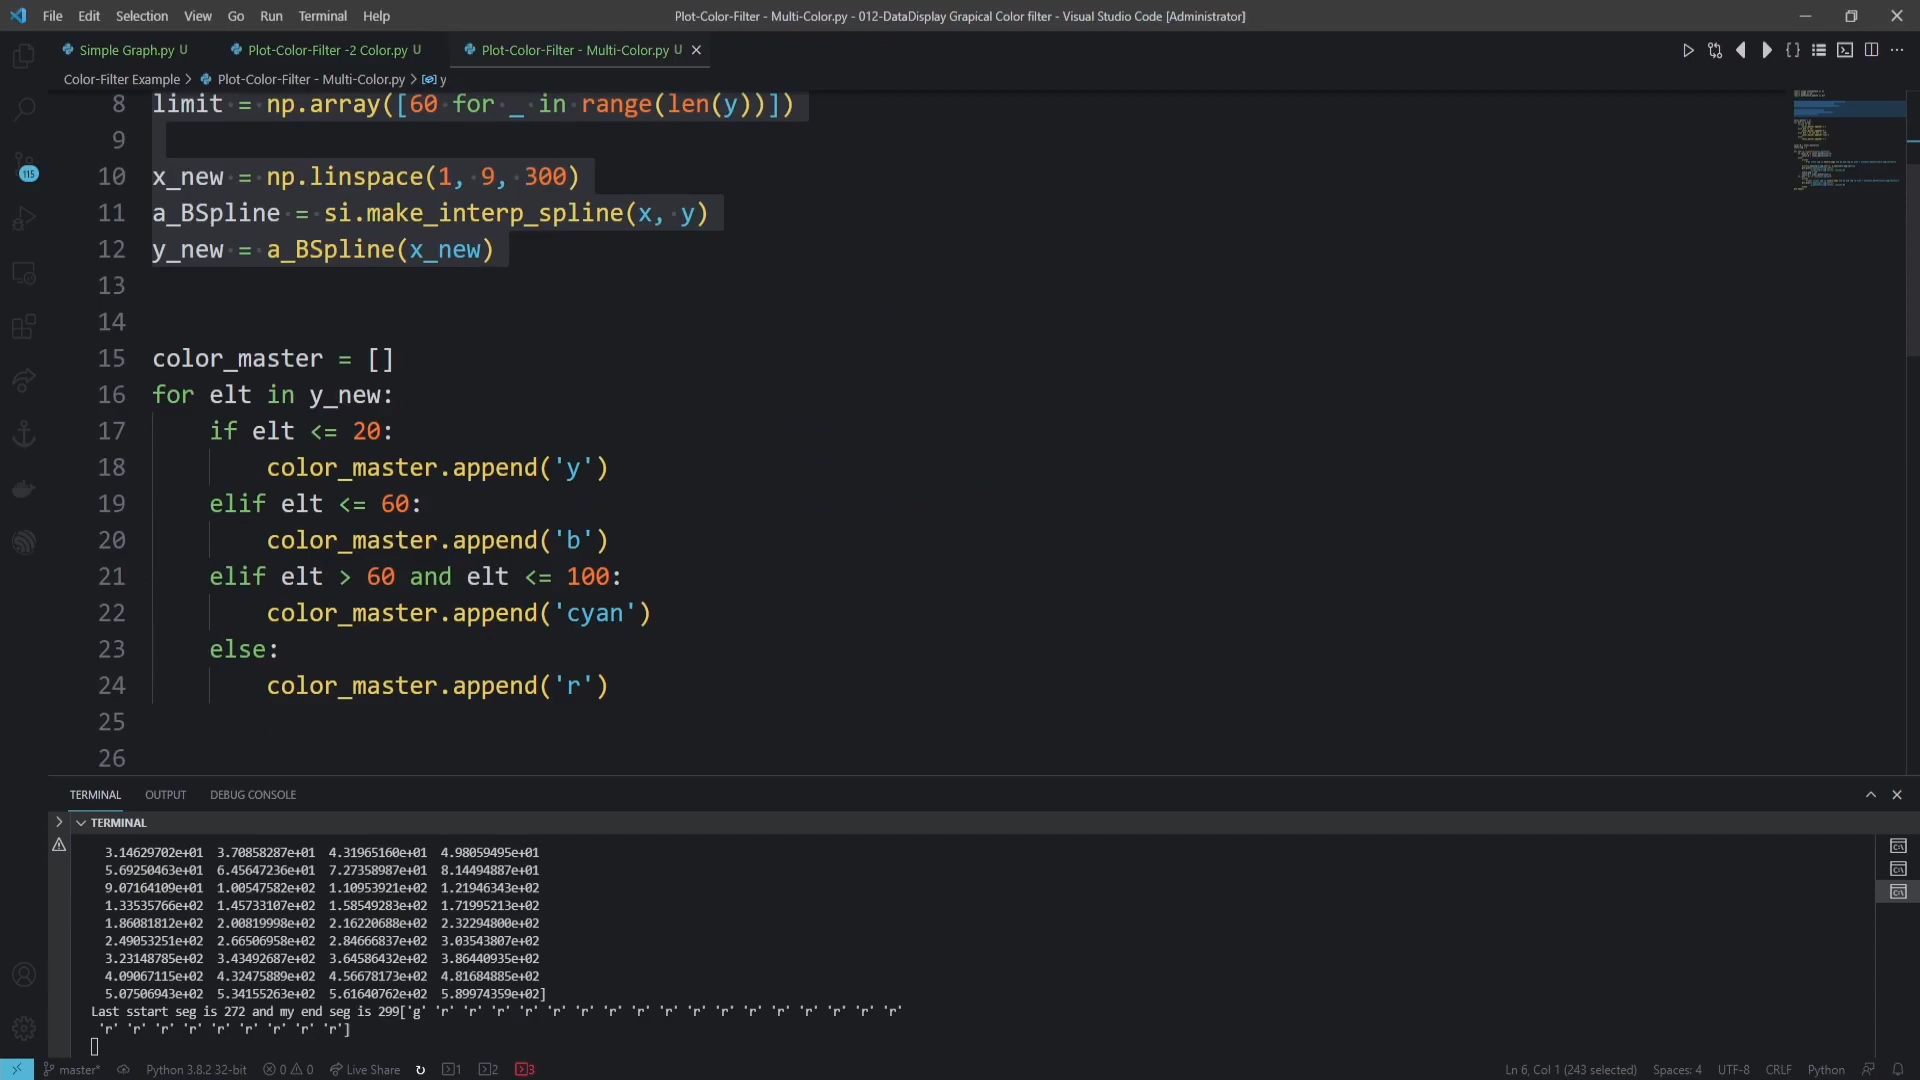 File Edit Selection View Go Run Terminal Help
Plot-Color-Filter - Multi-Color.py - 012-DataDisplay Grapical Color filter - Visual Studio Code [Administrator]
Simple Graph.py U Plot-Color-Filter -2 Color.py U Plot-Color-Filter - Multi-Color.py U
Color-Filter Example > Plot-Color-Filter - Multi-Color.py > y
8 limit = np.array([60 for _ in range(len(y))])
9
10 x_new = np.linspace(1, 9, 300)
11 a_BSpline = si.make_interp_spline(x, y)
12 y_new = a_BSpline(x_new)
13
14
15 color_master = []
16 for elt in y_new:
17 if elt <= 20:
18 color_master.append('y')
19 elif elt <= 60:
20 color_master.append('b')
21 elif elt > 60 and elt <= 100:
22 color_master.append('cyan')
23 else:
24 color_master.append('r')
25
26
115
TERMINAL OUTPUT DEBUG CONSOLE
TERMINAL
3.14629702e+01 3.70858287e+01 4.31965160e+01 4.98059495e+01
5.69250463e+01 6.45647236e+01 7.27358987e+01 8.14494887e+01
9.07164109e+01 1.00547582e+02 1.10953921e+02 1.21946343e+02
1.33535766e+02 1.45733107e+02 1.58549283e+02 1.71995213e+02
1.86081812e+02 2.00819998e+02 2.16220688e+02 2.32294800e+02
2.49053251e+02 2.66506958e+02 2.84666837e+02 3.03543807e+02
3.23148785e+02 3.43492687e+02 3.64586432e+02 3.86440935e+02
4.09067115e+02 4.32475889e+02 4.56678173e+02 4.81684885e+02
5.07506943e+02 5.34155263e+02 5.61640762e+02 5.89974359e+02]
Last sstart seg is 272 and my end seg is 299['g' 'r' 'r' 'r' 'r' 'r' 'r' 'r' 'r' 'r' 'r' 'r' 'r' 'r' 'r' 'r' 'r' 'r'
'r' 'r' 'r' 'r' 'r' 'r' 'r' 'r' 'r']
master* Python 3.8.2 32-bit 0 0 Live Share 1 2 3 Ln 6, Col 1 (243 selected) Spaces: 4 UTF-8 CRLF Python